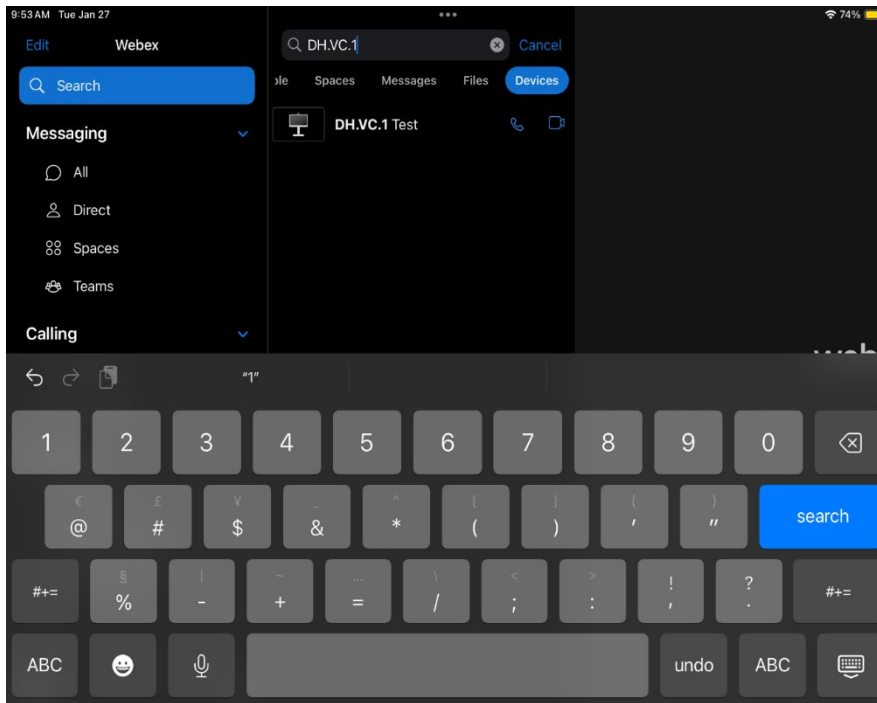 9:53 AM Tue Jan 27
74%
Edit
Webex
Search
Messaging
All
Direct
Spaces
Teams
Calling
DH.VC.1
Cancel
Spaces Messages Files Devices
DH.VC.1 Test
"1"
1 2 3 4 5 6 7 8 9 0
€ £ ¥ _ ^ [ ] { }
@ # $ & * ( ) ' "
search
§ | ~ … \ < > ! ?
#+= % - + = / ; : , . #+=
ABC
undo
ABC